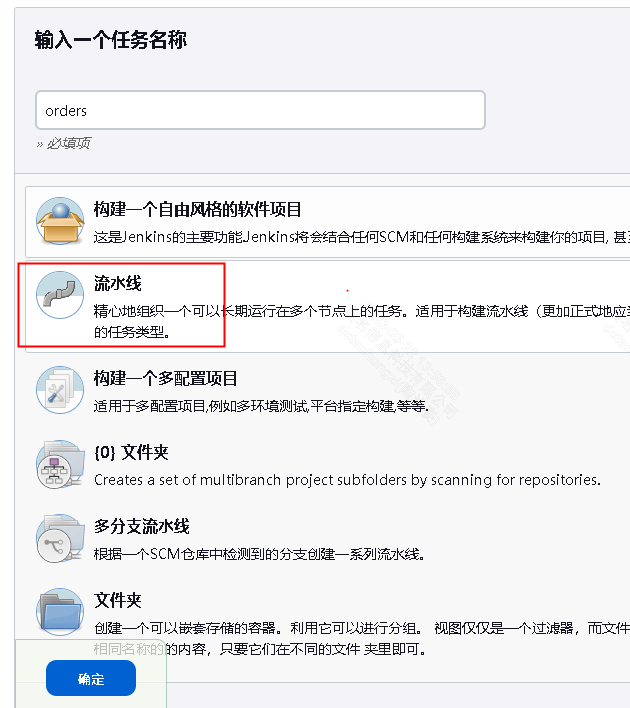 输入一个任务名称
orders
» 必填项
构建一个自由风格的软件项目
这是Jenkins的主要功能.Jenkins将会结合任何SCM和任何构建系统来构建你的项目, 甚至
流水线
精心地组织一个可以长期运行在多个节点上的任务。适用于构建流水线（更加正式地应当
的任务类型。
构建一个多配置项目
适用于多配置项目,例如多环境测试,平台指定构建,等等.
{0} 文件夹
Creates a set of multibranch project subfolders by scanning for repositories.
多分支流水线
根据一个SCM仓库中检测到的分支创建一系列流水线。
文件夹
创建一个可以嵌套存储的容器。利用它可以进行分组。 视图仅仅是一个过滤器，而文件
相同名称的的内容，只要它们在不同的文件 夹里即可。
确定